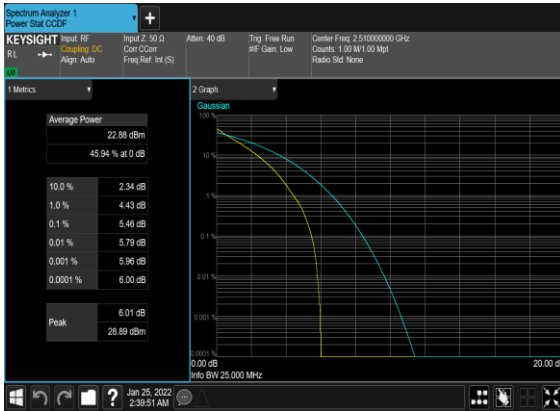 Spectrum Analyzer 1
Power Stat CCDF
KEYSIGHT
RL
LV
Input: RF
Coupling: DC
Align: Auto
Input Z: 50 Ω
Corr CCorr
Freq Ref: Int (S)
Atten: 40 dB
Trig: Free Run
#IF Gain: Low
Center Freq: 2.510000000 GHz
Counts: 1.00 M/1.00 Mpt
Radio Std: None
1 Metrics
Average Power
22.88 dBm
45.94 % at 0 dB
10.0 % 2.34 dB
1.0 % 4.43 dB
0.1 % 5.46 dB
0.01 % 5.79 dB
0.001 % 5.96 dB
0.0001 % 6.00 dB
Peak
6.01 dB
28.89 dBm
2 Graph
Gaussian
100 %
10 %
1 %
0.1 %
0.01 %
0.001 %
0.0001 %
0.00 dB
20.00 d
Info BW 25.000 MHz
?
Jan 25, 2022
2:39:51 AM